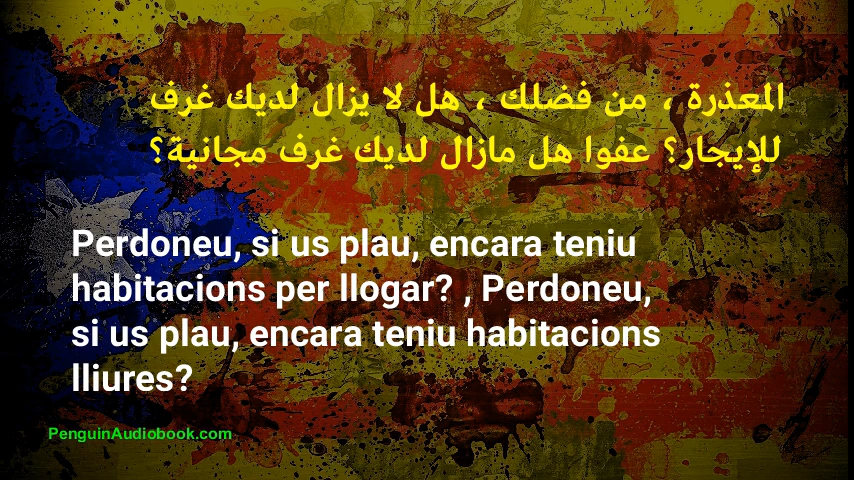 المعذرة ، من فضلك ، هل لا يزال لديك غرف
للإيجار؟ عفوا هل مازال لديك غرف مجانية؟
Perdoneu, si us plau, encara teniu
habitacions per llogar? , Perdoneu,
si us plau, encara teniu habitacions
lliures?
PenguinAudiobook.com